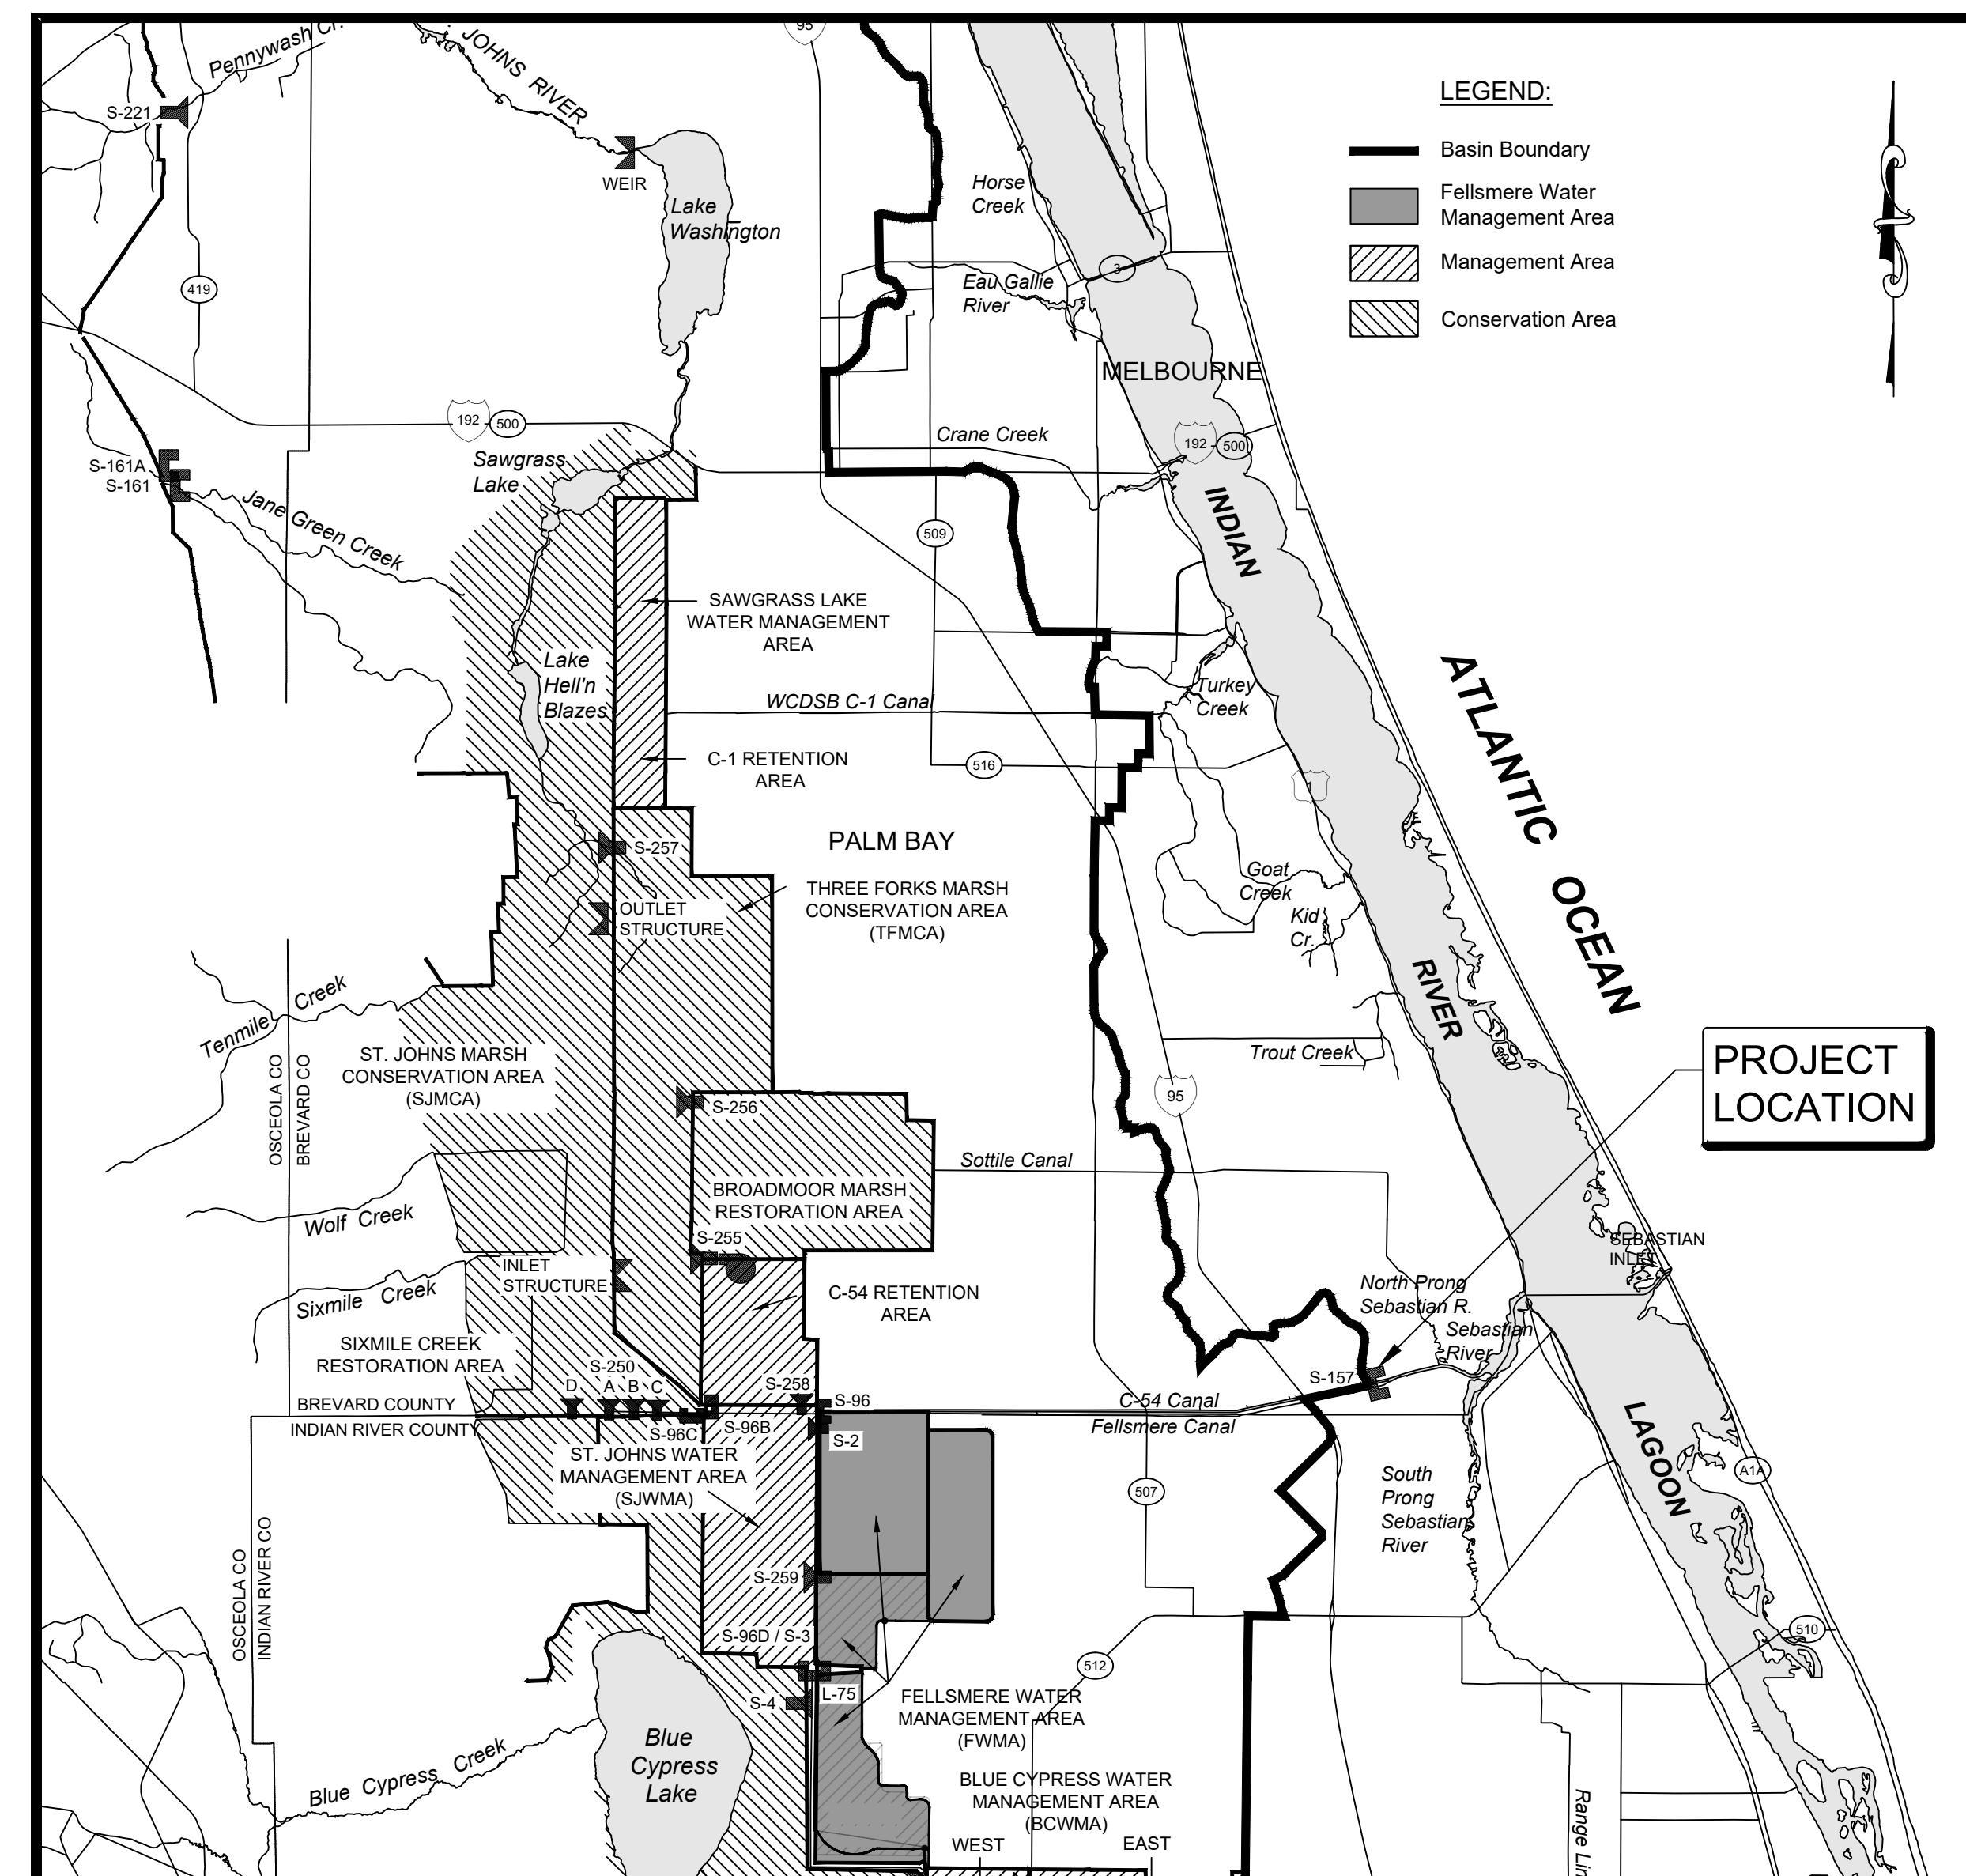 95
Pennywash Cr.
JOHNS RIVER
S-221
WEIR
Lake
Washington
419
Horse
Creek
3
Eau Gallie
River
LEGEND:
Basin Boundary
Fellsmere Water
Management Area
Management Area
Conservation Area
MELBOURNE
192
500
Crane Creek
192
500
Sawgrass
Lake
S-161A
S-161
Jane Green Creek
509
INDIAN
SAWGRASS LAKE
WATER MANAGEMENT
AREA
Lake
Hell'n
Blazes
WCDSB C-1 Canal
Turkey
Creek
C-1 RETENTION
AREA
516
1
ATLANTIC OCEAN
S-257
PALM BAY
THREE FORKS MARSH
CONSERVATION AREA
(TFMCA)
OUTLET
STRUCTURE
Goat
Creek
Kid
Cr.
RIVER
Tenmile Creek
OSCEOLA CO
BREVARD CO
ST. JOHNS MARSH
CONSERVATION AREA
(SJMCA)
Trout Creek
PROJECT
LOCATION
S-256
95
Sottile Canal
BROADMOOR MARSH
RESTORATION AREA
Wolf Creek
S-255
INLET
STRUCTURE
Sixmile Creek
C-54 RETENTION
AREA
SEBASTIAN
INLET
North Prong
Sebastian R.
Sebastian
River
SIXMILE CREEK
RESTORATION AREA
S-250
D
A
B
C
S-258
S-96
S-157
BREVARD COUNTY
INDIAN RIVER COUNTY
S-96C
S-96B
S-2
C-54 Canal
Fellsmere Canal
ST. JOHNS WATER
MANAGEMENT AREA
(SJWMA)
507
South
Prong
Sebastian
River
LAGOON
A1A
OSCEOLA CO
INDIAN RIVER CO
S-259
S-96D / S-3
510
512
L-75
S-4
FELLSMERE WATER
MANAGEMENT AREA
(FWMA)
Blue
Cypress
Lake
Blue Cypress Creek
BLUE CYPRESS WATER
MANAGEMENT AREA
(BCWMA)
WEST
EAST
Range